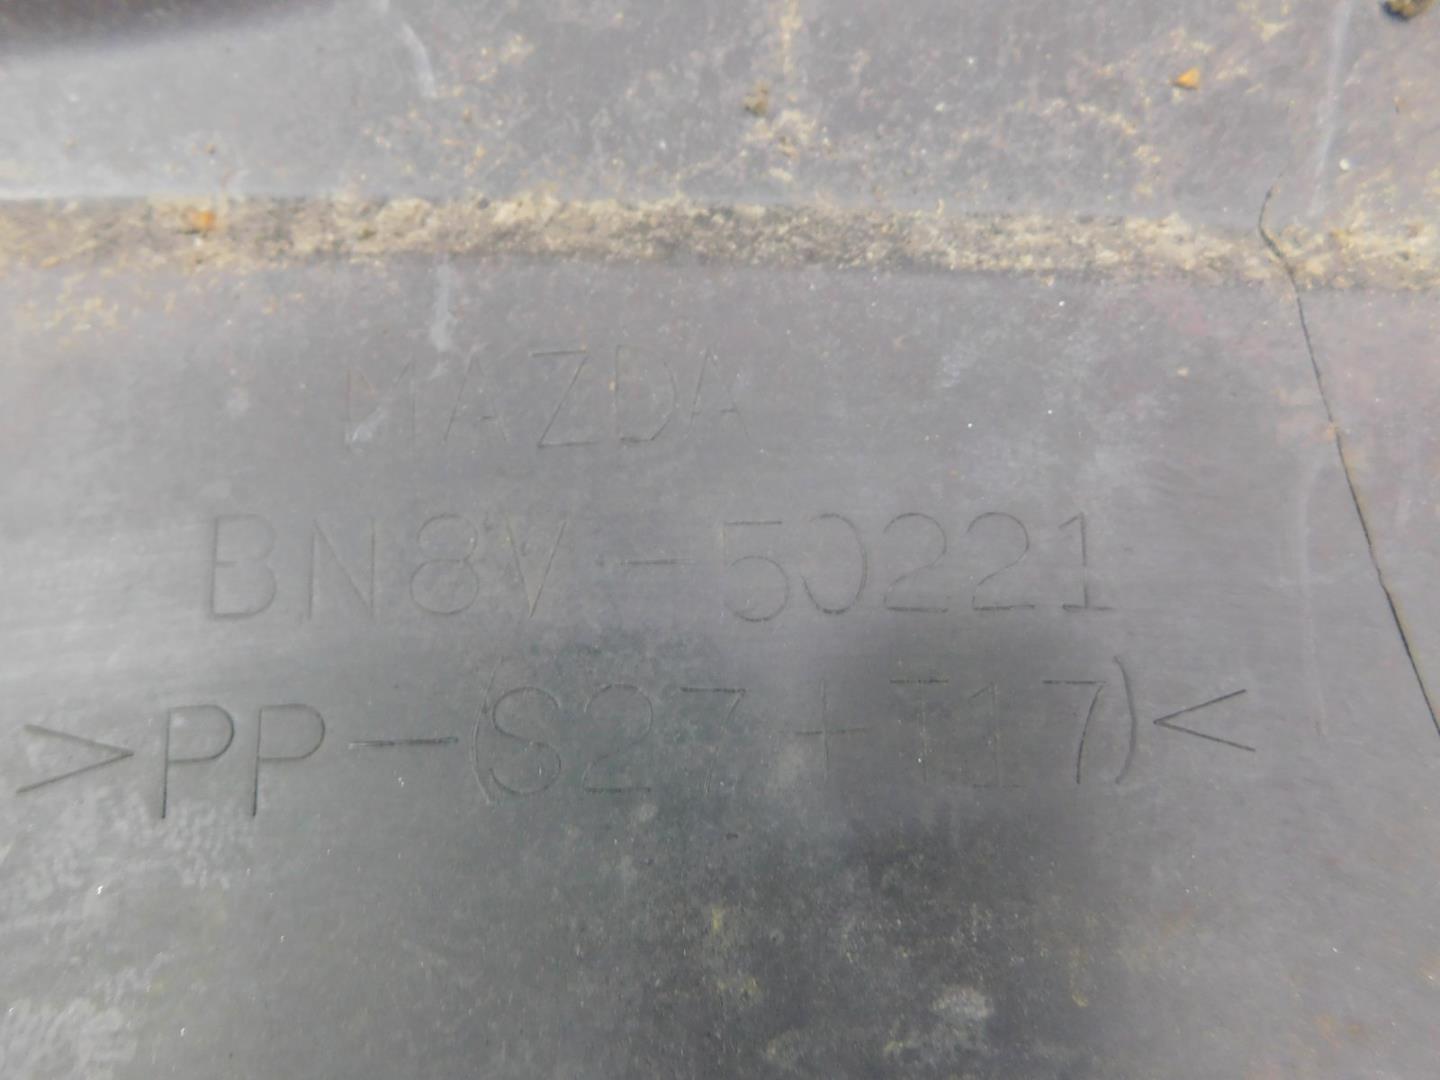 MAZDA
BN8V-50221
>PP-(S27+T17)<